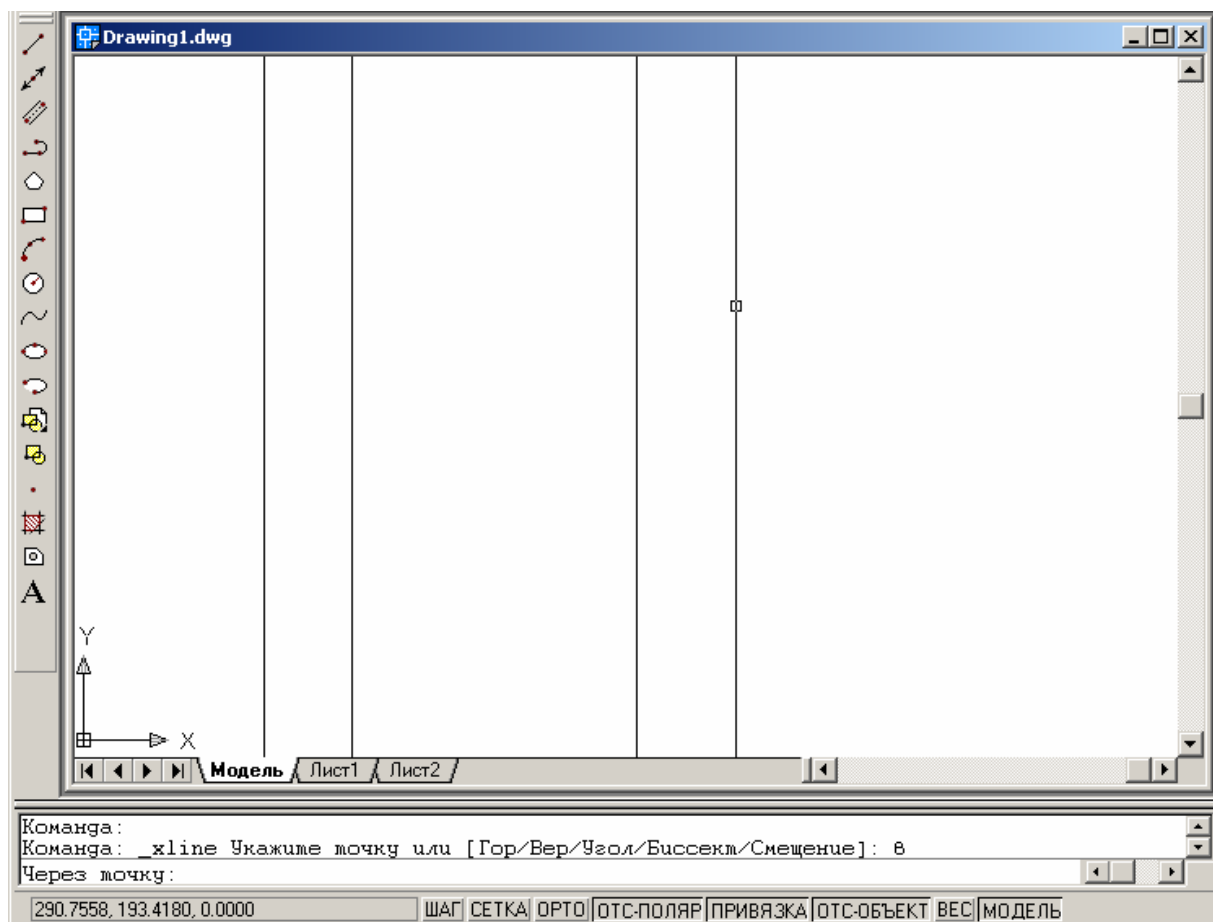 Drawing1.dwg
A
Y
X
Модель Лист1 Лист2
Команда:
Команда: _xline Укажите точку или [Гор/Вер/Угол/Биссект/Смещение]: в
Через точку:
290.7558, 193.4180, 0.0000 ШАГ СЕТКА ОРТО ОТС-ПОЛЯР ПРИВЯЗКА ОТС-ОБЪЕКТ ВЕС МОДЕЛЬ